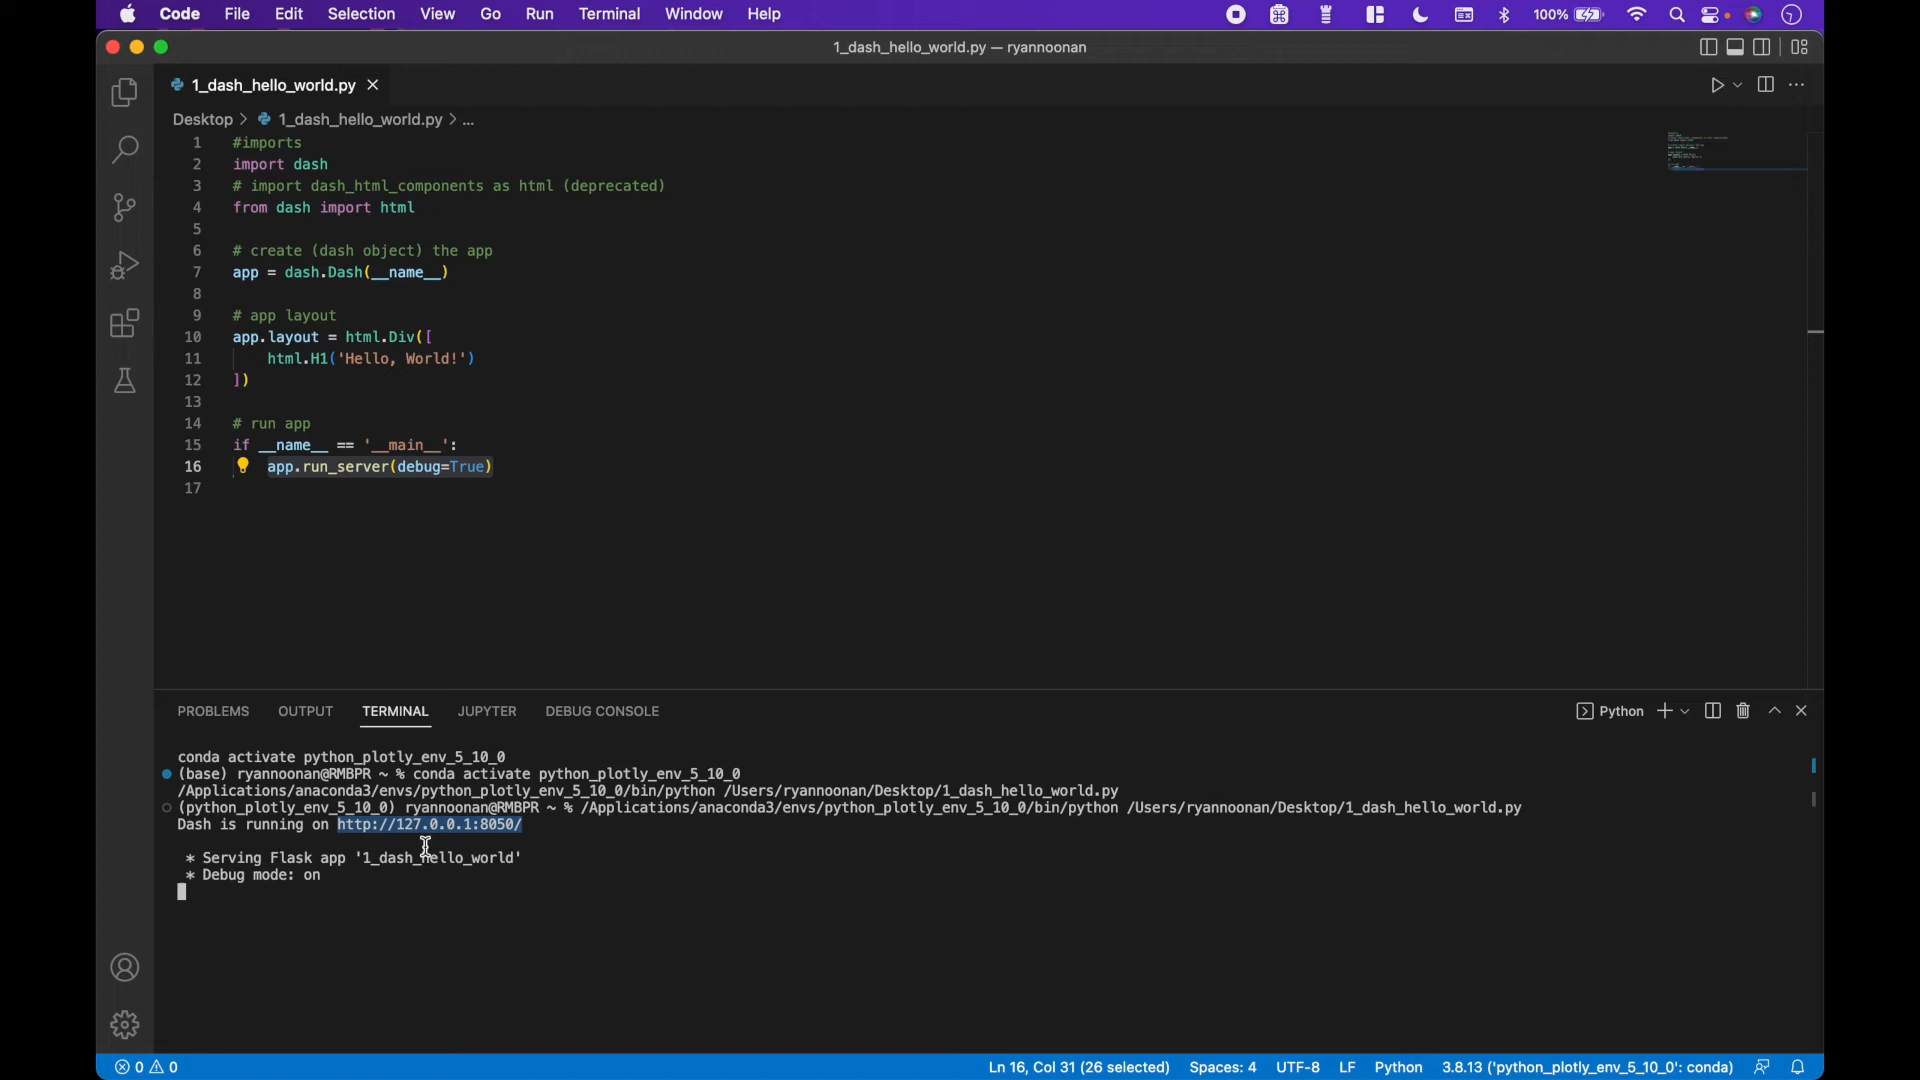 Code File Edit Selection View Go Run Terminal Window Help 100%
1_dash_hello_world.py — ryannoonan
1_dash_hello_world.py
Desktop > 1_dash_hello_world.py > ...
1 #imports
2 import dash
3 # import dash_html_components as html (deprecated)
4 from dash import html
5
6 # create (dash object) the app
7 app = dash.Dash(__name__)
8
9 # app layout
10 app.layout = html.Div([
11 html.H1('Hello, World!')
12 ])
13
14 # run app
15 if __name__ == '__main__':
16 app.run_server(debug=True)
17
PROBLEMS OUTPUT TERMINAL JUPYTER DEBUG CONSOLE Python
conda activate python_plotly_env_5_10_0
(base) ryannoonan@RMBPR ~ % conda activate python_plotly_env_5_10_0
/Applications/anaconda3/envs/python_plotly_env_5_10_0/bin/python /Users/ryannoonan/Desktop/1_dash_hello_world.py
(python_plotly_env_5_10_0) ryannoonan@RMBPR ~ % /Applications/anaconda3/envs/python_plotly_env_5_10_0/bin/python /Users/ryannoonan/Desktop/1_dash_hello_world.py
Dash is running on http://127.0.0.1:8050/
* Serving Flask app '1_dash_hello_world'
* Debug mode: on
0 0 Ln 16, Col 31 (26 selected) Spaces: 4 UTF-8 LF Python 3.8.13 ('python_plotly_env_5_10_0': conda)